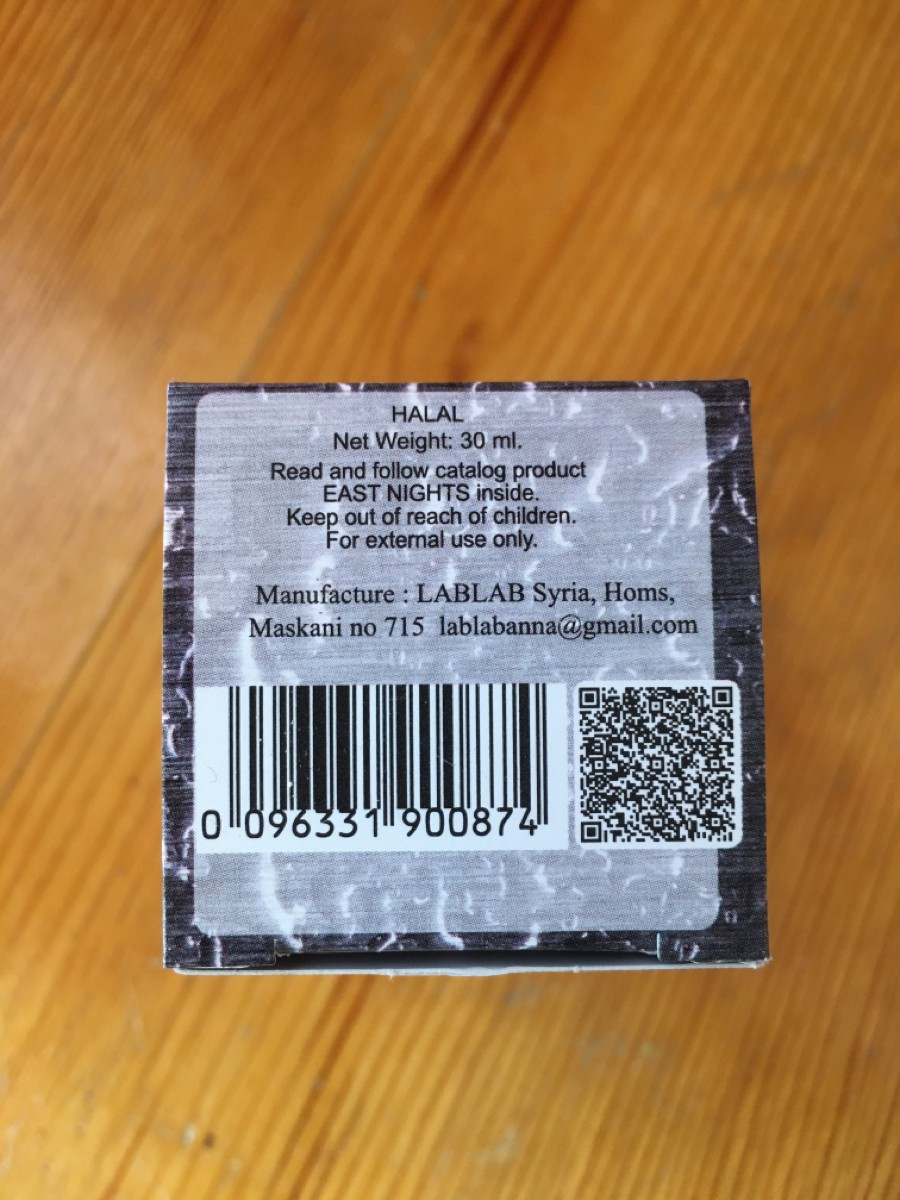 HALAL
Net Weight: 30 ml.
Read and follow catalog product
EAST NIGHTS inside.
Keep out of reach of children.
For external use only.
Manufacture : LABLAB Syria, Homs,
Maskani no 715 lablabanna@gmail.com
0 096331 900874